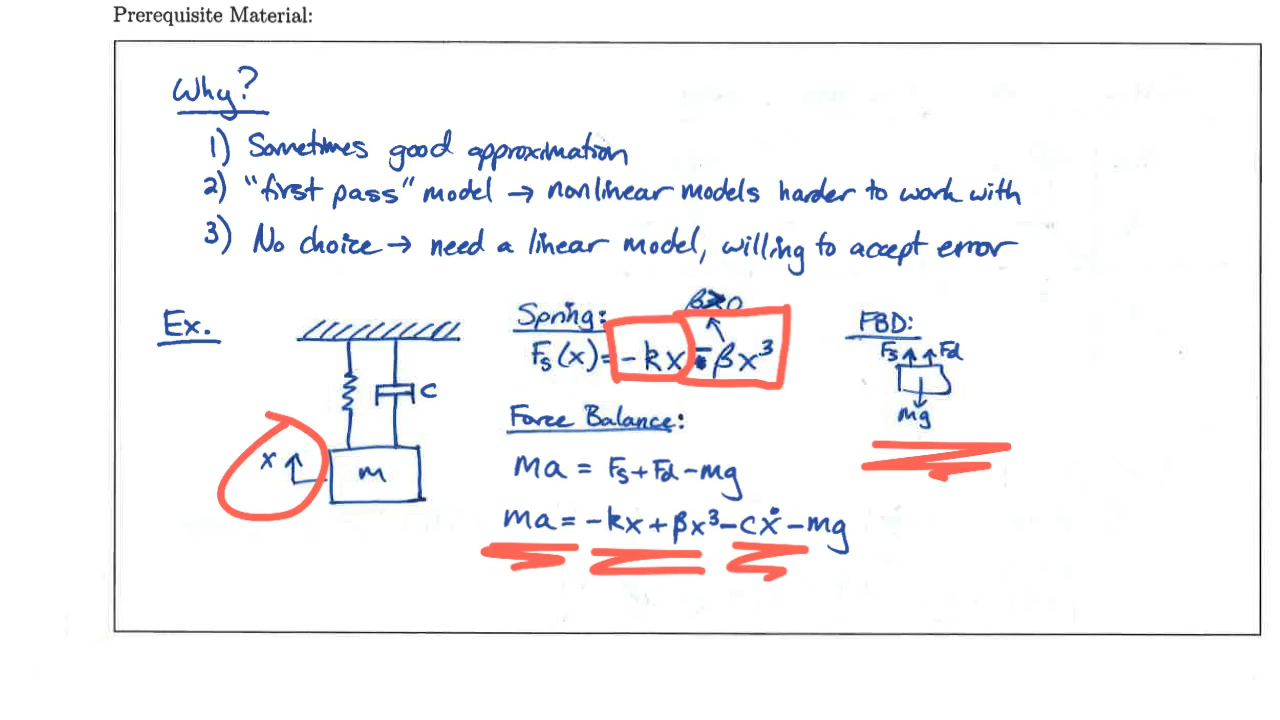 Prerequisite Material:
Why?
1) Sometimes good approximation
2) "first pass" model → nonlinear models harder to work with
3) No choice → need a linear model, willing to accept error
Ex.
C
x
m
Spring:
β>0
Fs(x)= -kx - βx³
Force Balance:
ma = Fs+Fd-mg
ma = -kx+βx³-cẋ-mg
FBD:
Fs Fd
mg